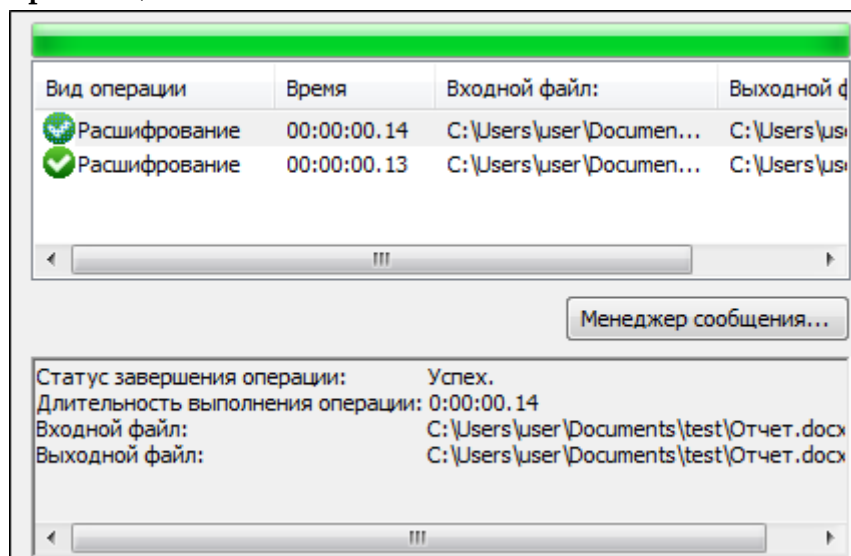 Вид операции Время Входной файл: Выходной ф
Расшифрование 00:00:00.14 C:\Users\user\Documen... C:\Users\us
Расшифрование 00:00:00.13 C:\Users\user\Documen... C:\Users\us
Менеджер сообщения...
Статус завершения операции: Успех.
Длительность выполнения операции: 0:00:00.14
Входной файл: C:\Users\user\Documents\test\Отчет.docx
Выходной файл: C:\Users\user\Documents\test\Отчет.docx